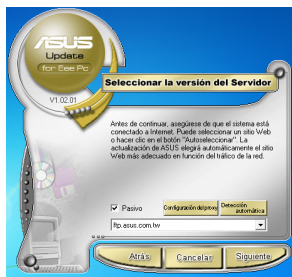 ASUS
Update
for Eee Pc
V1.02.01
Seleccionar la versión del Servidor
Antes de continuar, asegúrese de que el sistema está
conectado a Internet. Puede seleccionar un sitio Web
o hacer clic en el botón "Autoseleccionar". La
actualización de ASUS elegirá automáticamente el sitio
Web más adecuado en función del tráfico de la red.
Pasivo
Configuración del proxy
Detección
automática
ftp.asus.com.tw
Atrás
Cancelar
Siguiente